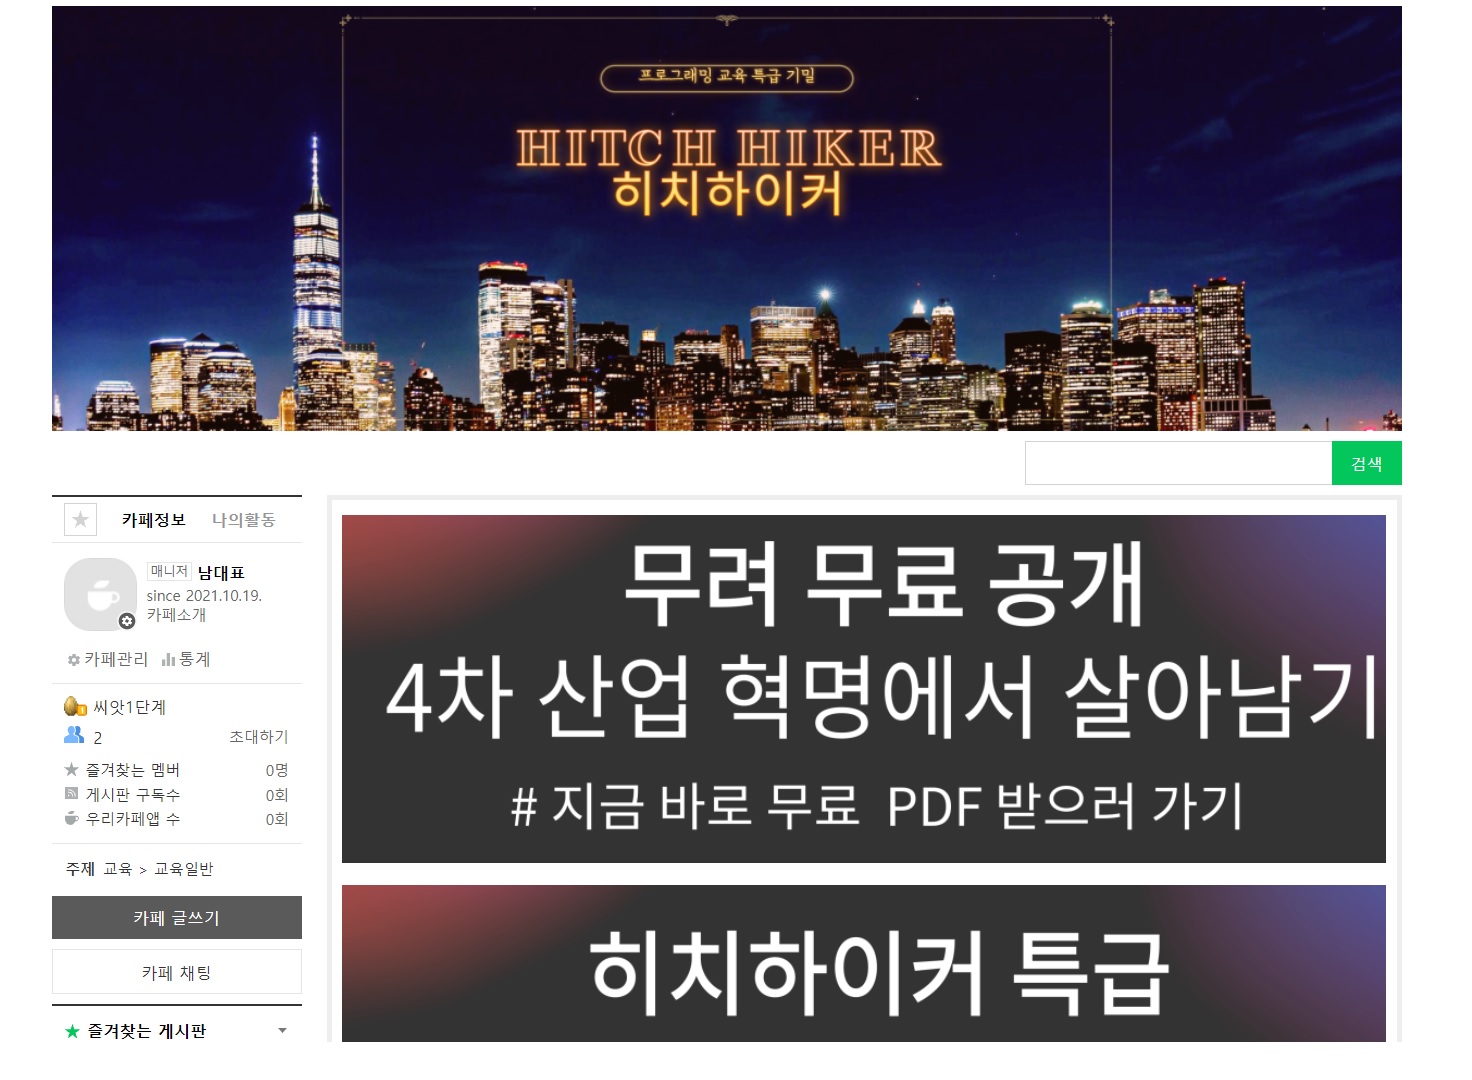 프로그래밍 교육 특급 기밀
HITCH HIKER
히치하이커
검색
카페정보 나의활동
매니저 남대표
since 2021.10.19.
카페소개
카페관리 통계
씨앗1단계
2 초대하기
즐겨찾는 멤버 0명
게시판 구독수 0회
우리카페앱 수 0회
주제 교육 > 교육일반
카페 글쓰기
카페 채팅
즐겨찾는 게시판
무려 무료 공개
4차 산업 혁명에서 살아남기
# 지금 바로 무료 PDF 받으러 가기
히치하이커 특급